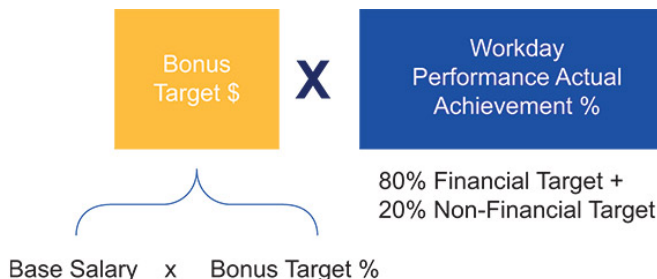 Bonus
Target $
X
Workday
Performance Actual
Achievement %
80% Financial Target +
20% Non-Financial Target
Base Salary x Bonus Target %